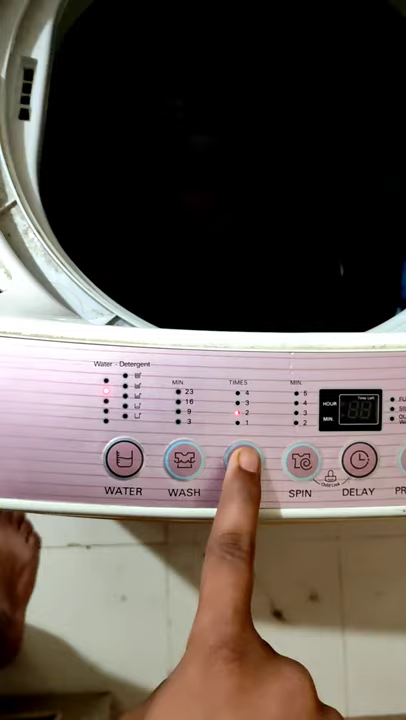 Water - Detergent
MIN
23
16
9
3
TIMES
4
3
2
1
MIN.
5
4
3
2
HOUR
MIN.
Time Left
WATER
WASH
SPIN
Child Lock
DELAY